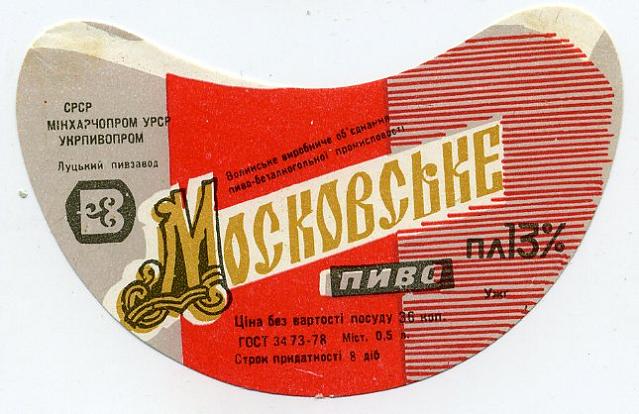 СРСР
МІНХАРЧОПРОМ УРСР
УКРПИВОПРОМ
Луцький пивзавод
Волинське виробниче об'єднання
пиво-безалкогольної промисловості
МОСКОВСЬКЕ
ПИВО
ПЛ 13%
Ужг
Ціна без вартості посуду 36 коп.
ГОСТ 3473-78 Міст. 0,5 л.
Строк придатності 8 діб